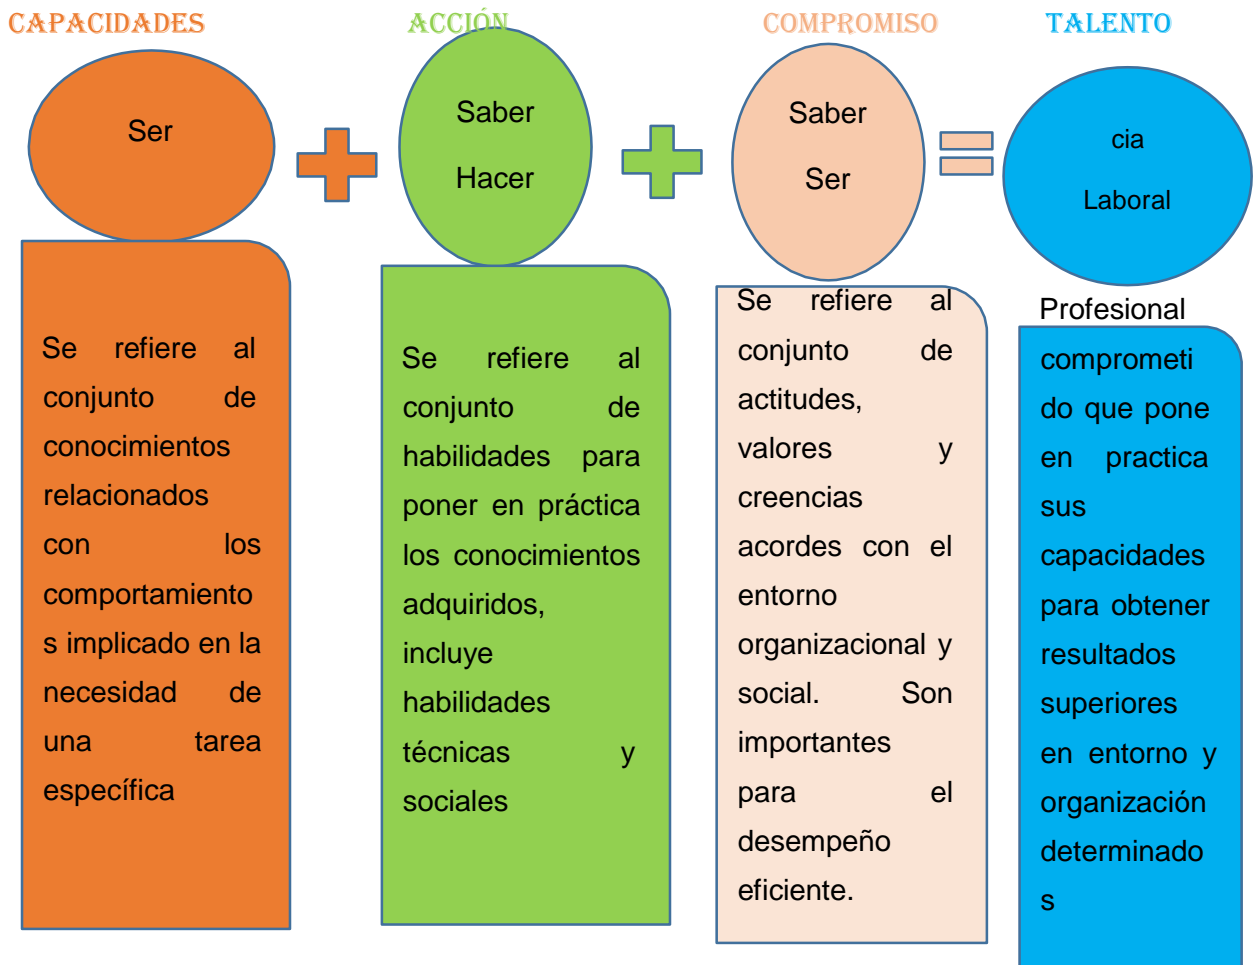 CAPACIDADES
ACCIÓN
COMPROMISO
TALENTO
Ser
Saber
Hacer
Saber
Ser
cia
Laboral
Se refiere al
conjunto de
conocimientos
relacionados
con los
comportamiento
s implicado en la
necesidad de
una tarea
específica
Se refiere al
conjunto de
habilidades para
poner en práctica
los conocimientos
adquiridos,
incluye
habilidades
técnicas y
sociales
Se refiere al
conjunto de
actitudes,
valores y
creencias
acordes con el
entorno
organizacional y
social. Son
importantes
para el
desempeño
eficiente.
Profesional
comprometi
do que pone
en practica
sus
capacidades
para obtener
resultados
superiores
en entorno y
organización
determinado
s